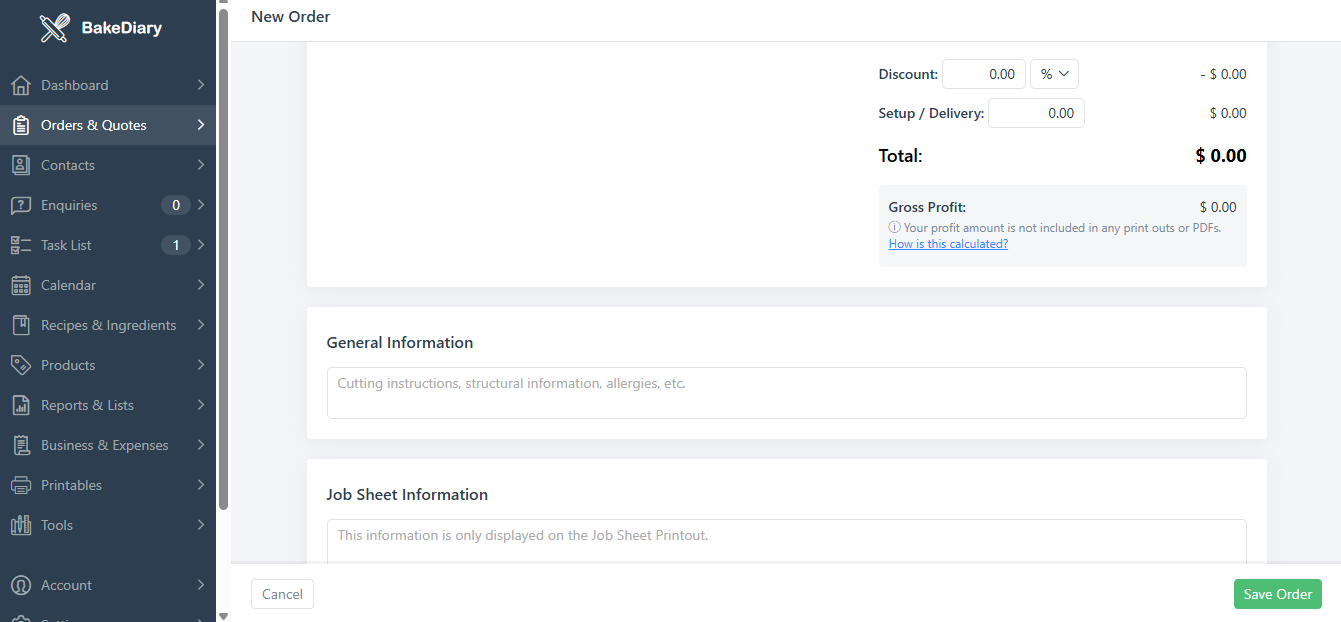 BakeDiary
Dashboard
Orders & Quotes
Contacts
Enquiries 0
Task List 1
Calendar
Recipes & Ingredients
Products
Reports & Lists
Business & Expenses
Printables
Tools
Account
New Order
Discount: 0.00 % - $ 0.00
Setup / Delivery: 0.00 $ 0.00
Total: $ 0.00
Gross Profit: $ 0.00
Your profit amount is not included in any print outs or PDFs.
How is this calculated?
General Information
Cutting instructions, structural information, allergies, etc.
Job Sheet Information
This information is only displayed on the Job Sheet Printout.
Cancel
Save Order